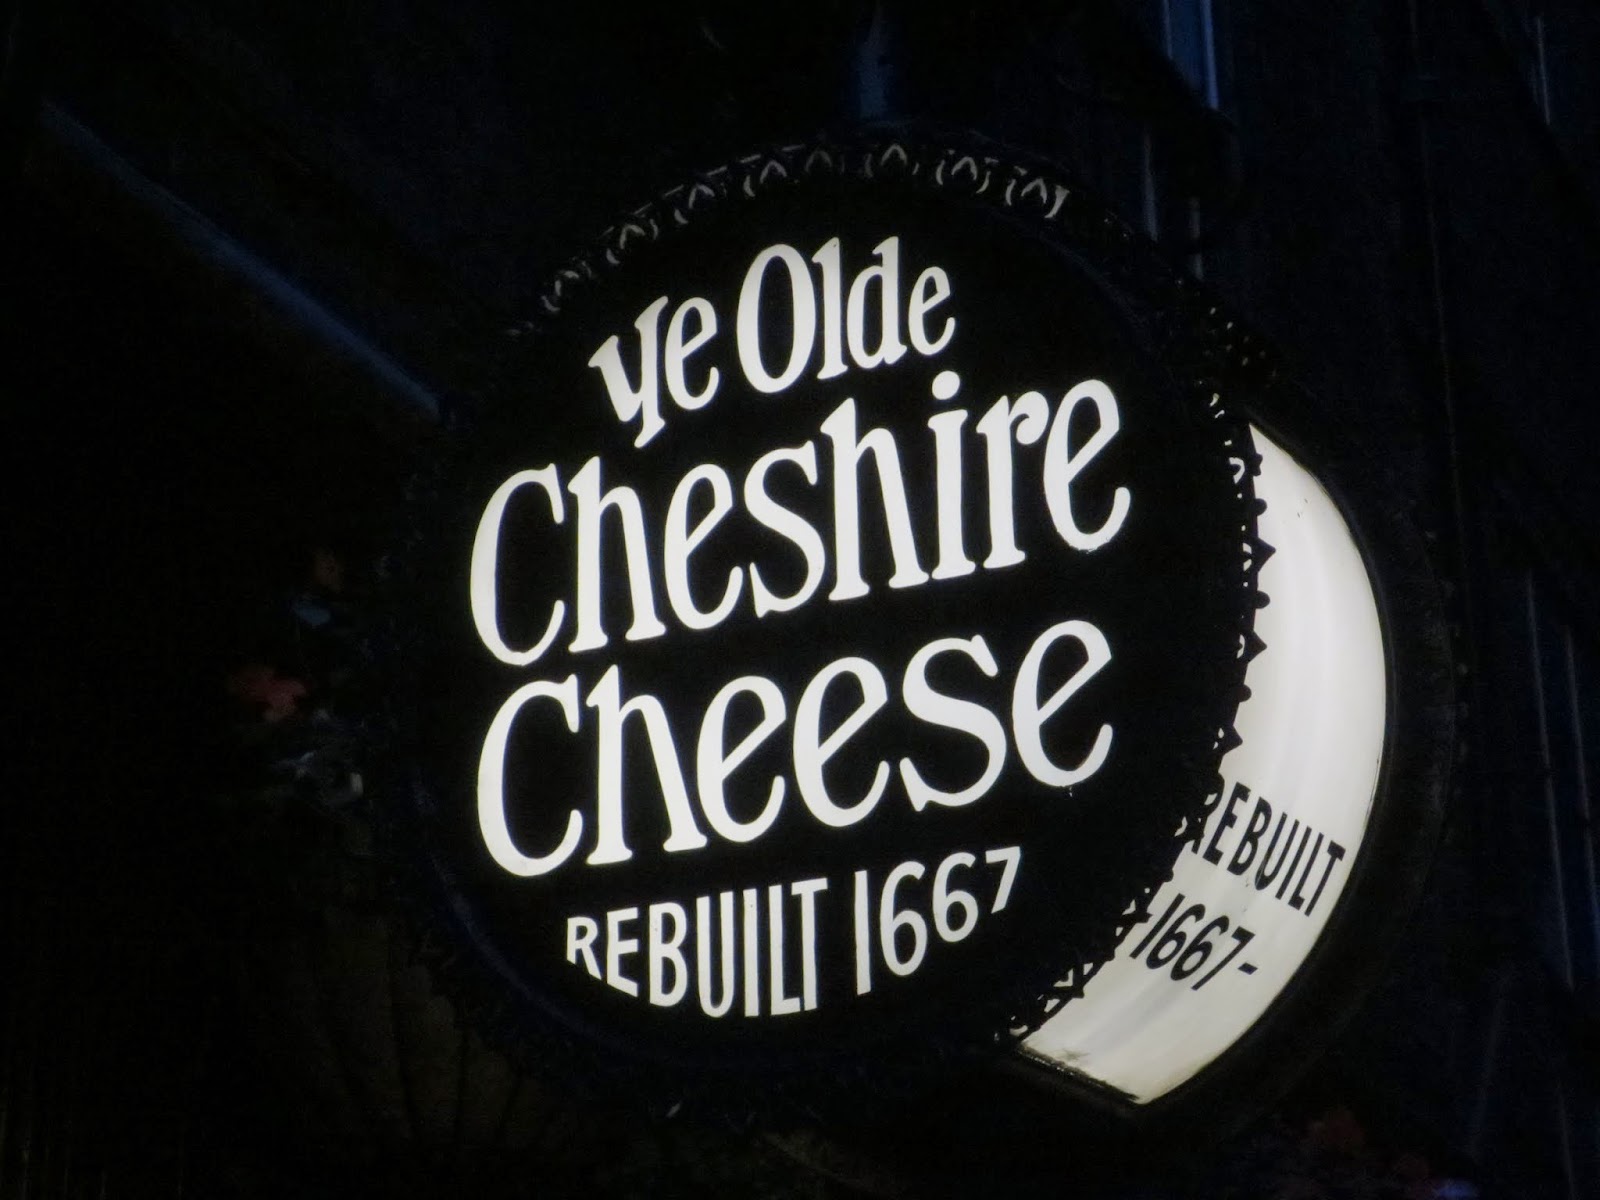 ye Olde
Cheshire
Cheese
REBUILT 1667
REBUILT
-1667-